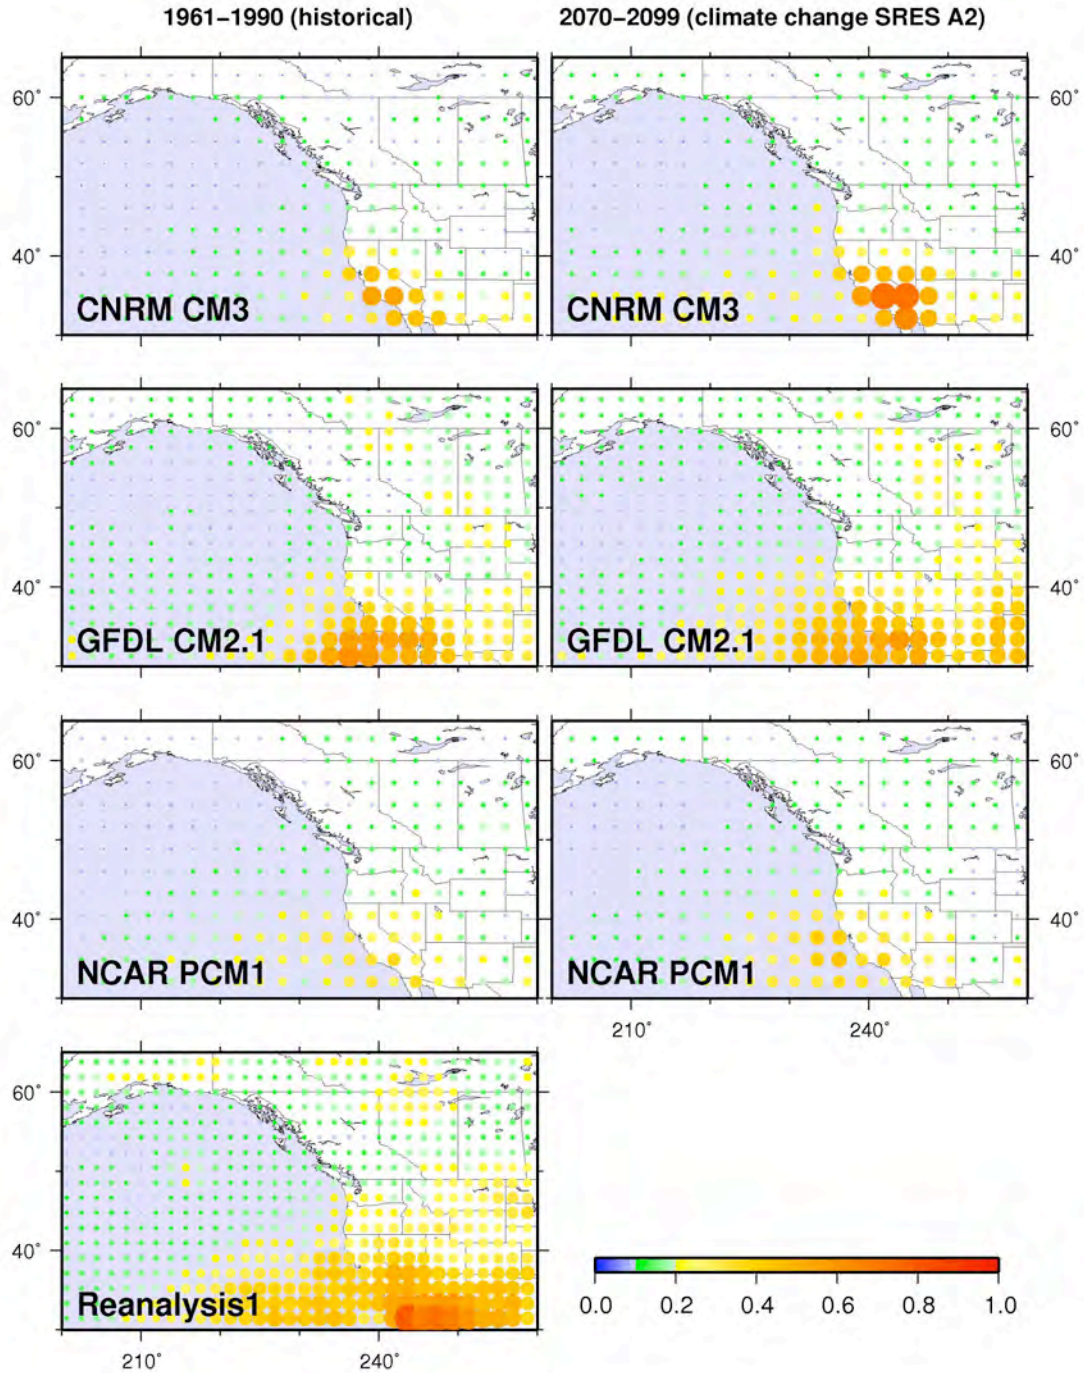 1961−1990 (historical) 2070−2099 (climate change SRES A2)
60° 60°
40° 40°
CNRM CM3 CNRM CM3
60° 60°
40° 40°
GFDL CM2.1 GFDL CM2.1
60° 60°
40° 40°
NCAR PCM1 NCAR PCM1
210° 240°
60°
40°
Reanalysis1
0.0 0.2 0.4 0.6 0.8 1.0
210° 240°